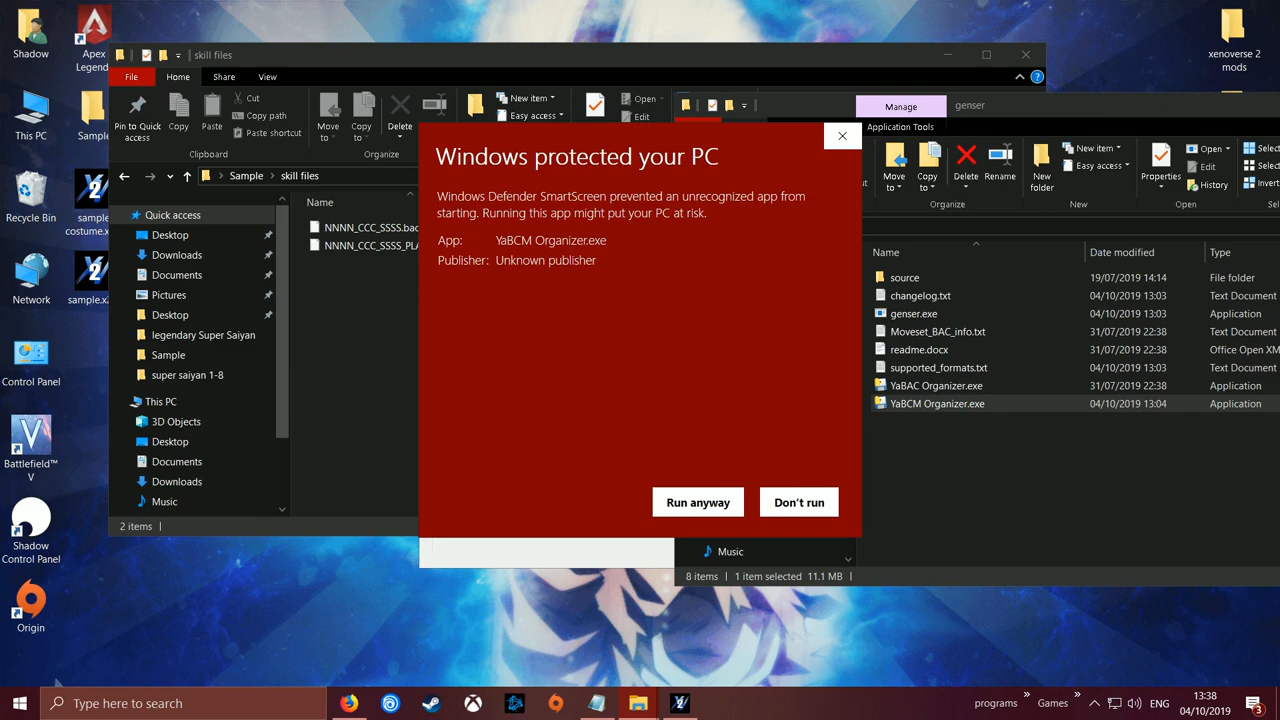 Shadow
Apex
Legend
This PC
Sample
Recycle Bin
sample
costume.x
Network
sample.x
Control Panel
Battlefield™
V
Shadow
Control Panel
Origin
xenoverse 2
mods
skill files
File
Home
Share
View
Pin to Quick
access
Copy
Paste
Cut
Copy path
Paste shortcut
Clipboard
Move
to
Copy
to
Delete
Organize
New item
Easy access
Open
Edit
Sample
skill files
Quick access
Desktop
Downloads
Documents
Pictures
Desktop
legendary Super Saiyan
Sample
super saiyan 1-8
This PC
3D Objects
Desktop
Documents
Downloads
Music
Name
NNNN_CCC_SSSS.bac
NNNN_CCC_SSSS_PLA
2 items
Windows protected your PC
Windows Defender SmartScreen prevented an unrecognized app from
starting. Running this app might put your PC at risk.
App: YaBCM Organizer.exe
Publisher: Unknown publisher
Run anyway
Don't run
Manage
genser
Application Tools
Move
to
Copy
to
Delete
Rename
Organize
New
folder
New item
Easy access
New
Properties
Open
Edit
History
Open
Select
Select
Invert
Sel
Name
Date modified
Type
source 19/07/2019 14:14 File folder
changelog.txt 04/10/2019 13:03 Text Document
genser.exe 04/10/2019 13:03 Application
Moveset_BAC_info.txt 31/07/2019 22:38 Text Document
readme.docx 31/07/2019 22:38 Office Open XM
supported_formats.txt 04/10/2019 13:03 Text Document
YaBAC Organizer.exe 31/07/2019 22:38 Application
YaBCM Organizer.exe 04/10/2019 13:04 Application
Music
8 items
1 item selected 11.1 MB
Type here to search
programs
Games
ENG
13:38
04/10/2019
3